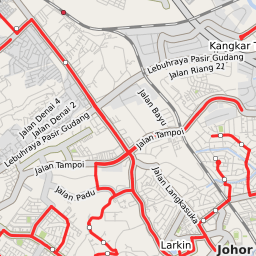 Kangkar T
Lebuhraya Pasir Gudang
Jalan Riang 22
Jalan Denai 4
Jalan Denai 2
Jalan Bayu
Lebuhraya Pasir Gudang
Jalan Tampoi
Jalan Tampoi
Jalan Padu
Jalan Langkasuka
Larkin
Johor